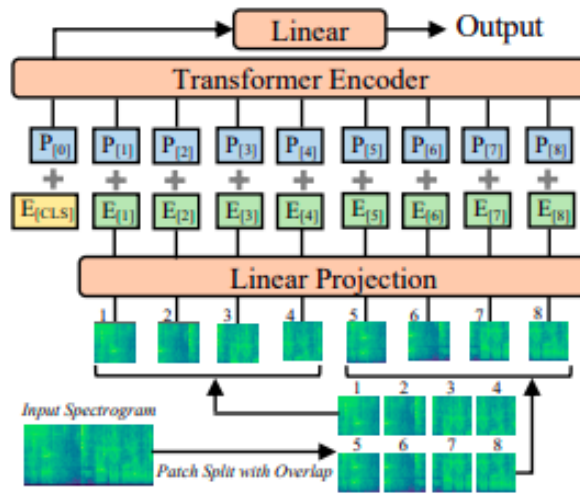 Linear Output
Transformer Encoder
P[0] P[1] P[2] P[3] P[4] P[5] P[6] P[7] P[8]
+ + + + + + + + +
E[CLS] E[1] E[2] E[3] E[4] E[5] E[6] E[7] E[8]
Linear Projection
1 2 3 4 5 6 7 8
Input Spectrogram
1 2 3 4
5 6 7 8
Patch Split with Overlap